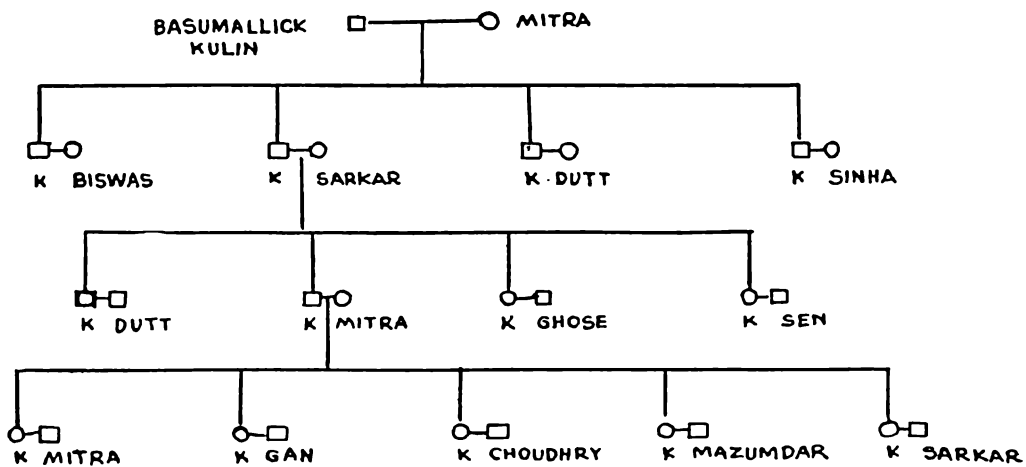 BASUMALLICK MITRA
KULIN
K BISWAS K SARKAR K · DUTT K SINHA
K DUTT K MITRA K GHOSE K SEN
K MITRA K GAN K CHOUDHRY K MAZUMDAR K SARKAR